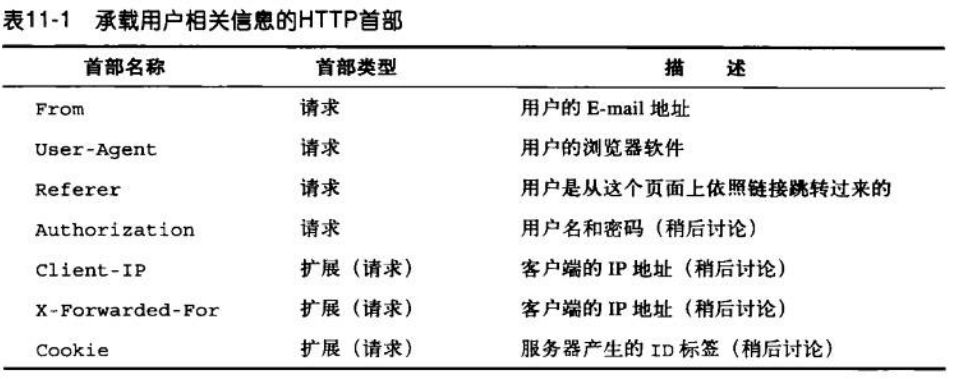 表11-1 承载用户相关信息的HTTP首部
首部名称 首部类型 描 述
From 请求 用户的 E-mail 地址
User-Agent 请求 用户的浏览器软件
Referer 请求 用户是从这个页面上依照链接跳转过来的
Authorization 请求 用户名和密码（稍后讨论）
Client-IP 扩展（请求） 客户端的 IP 地址（稍后讨论）
X-Forwarded-For 扩展（请求） 客户端的 IP 地址（稍后讨论）
Cookie 扩展（请求） 服务器产生的 ID 标签（稍后讨论）